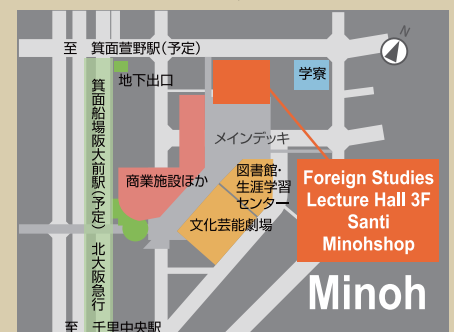 N
至 箕面萱野駅(予定)
地下出口
学寮
箕面船場阪大前駅(予定)
北大阪急行
メインデッキ
商業施設ほか
図書館・
生涯学習
センター
文化芸能劇場
Foreign Studies
Lecture Hall 3F
Santi
Minohshop
Minoh
至 千里中央駅